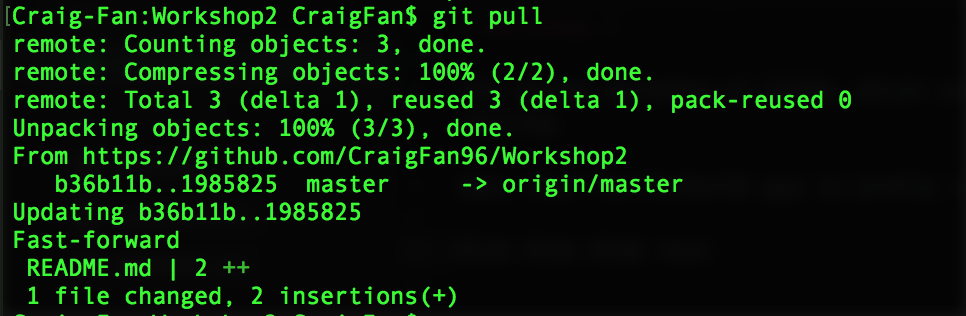 [Craig-Fan:Workshop2 CraigFan$ git pull
remote: Counting objects: 3, done.
remote: Compressing objects: 100% (2/2), done.
remote: Total 3 (delta 1), reused 3 (delta 1), pack-reused 0
Unpacking objects: 100% (3/3), done.
From https://github.com/CraigFan96/Workshop2
   b36b11b..1985825  master     -> origin/master
Updating b36b11b..1985825
Fast-forward
 README.md | 2 ++
 1 file changed, 2 insertions(+)